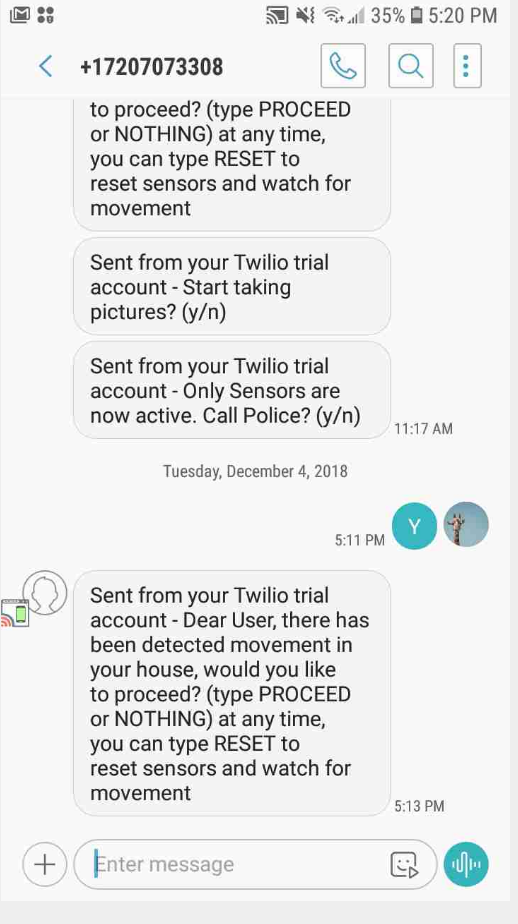 35% 5:20 PM
+17207073308
to proceed? (type PROCEED
or NOTHING) at any time,
you can type RESET to
reset sensors and watch for
movement
Sent from your Twilio trial
account - Start taking
pictures? (y/n)
Sent from your Twilio trial
account - Only Sensors are
now active. Call Police? (y/n)
11:17 AM
Tuesday, December 4, 2018
5:11 PM
Y
Sent from your Twilio trial
account - Dear User, there has
been detected movement in
your house, would you like
to proceed? (type PROCEED
or NOTHING) at any time,
you can type RESET to
reset sensors and watch for
movement
5:13 PM
Enter message